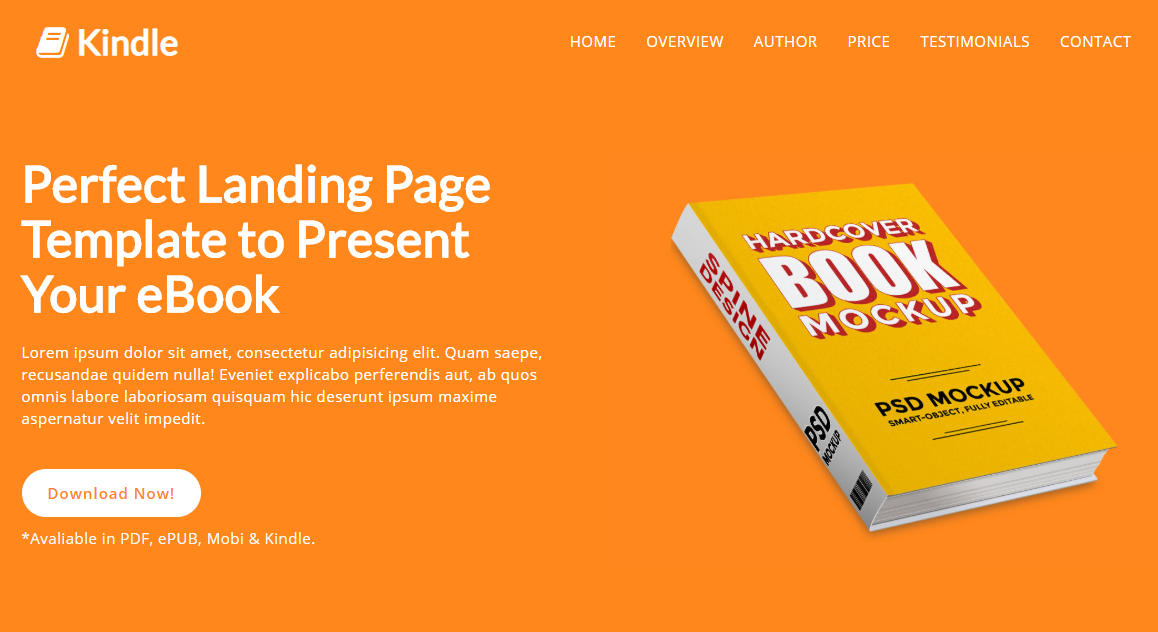 Kindle
HOME OVERVIEW AUTHOR PRICE TESTIMONIALS CONTACT
Perfect Landing Page
Template to Present
Your eBook
Lorem ipsum dolor sit amet, consectetur adipisicing elit. Quam saepe,
recusandae quidem nulla! Eveniet explicabo perferendis aut, ab quos
omnis labore laboriosam quisquam hic deserunt ipsum maxime
aspernatur velit impedit.
Download Now!
*Avaliable in PDF, ePUB, Mobi & Kindle.
HARDCOVER
BOOK
MOCKUP
PSD MOCKUP
SMART-OBJECT, FULLY EDITABLE
SPINE
DESIGN
PSD
MOCKUP